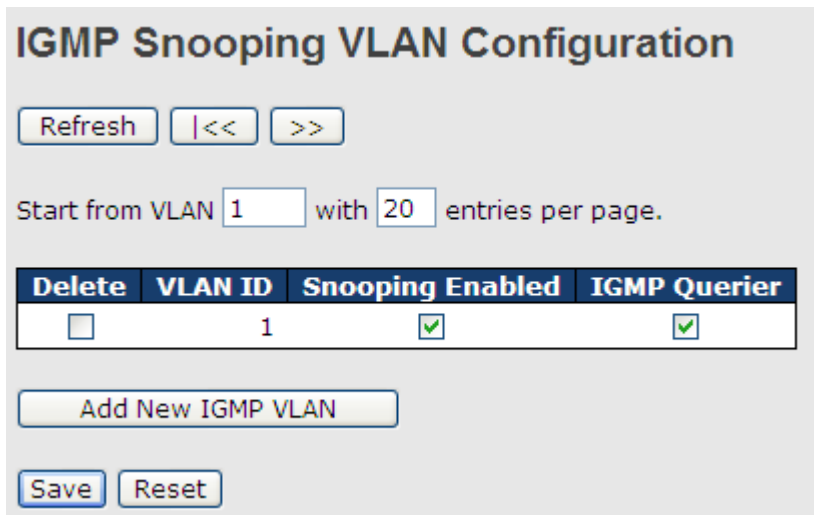 IGMP Snooping VLAN Configuration
Refresh |<< >>
Start from VLAN 1 with 20 entries per page.
Delete VLAN ID Snooping Enabled IGMP Querier
1
Add New IGMP VLAN
Save Reset